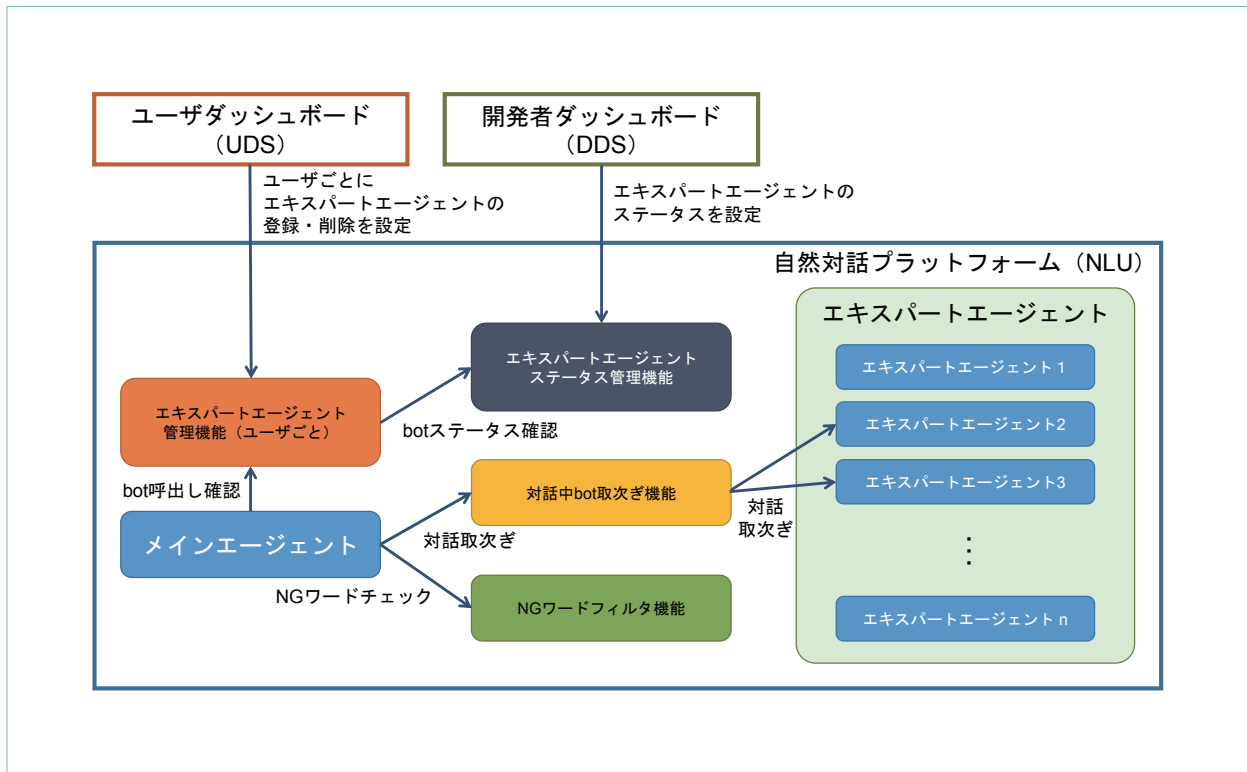 ユーザダッシュボード
（UDS）
開発者ダッシュボード
（DDS）
ユーザごとに
エキスパートエージェントの
登録・削除を設定
エキスパートエージェントの
ステータスを設定
自然対話プラットフォーム（NLU）
エキスパートエージェント
エキスパートエージェント1
エキスパートエージェント2
エキスパートエージェント3
⋮
エキスパートエージェント n
エキスパートエージェント
ステータス管理機能
エキスパートエージェント
管理機能（ユーザごと）
botステータス確認
bot呼出し確認
対話中bot取次ぎ機能
対話
取次ぎ
メインエージェント
対話取次ぎ
NGワードチェック
NGワードフィルタ機能